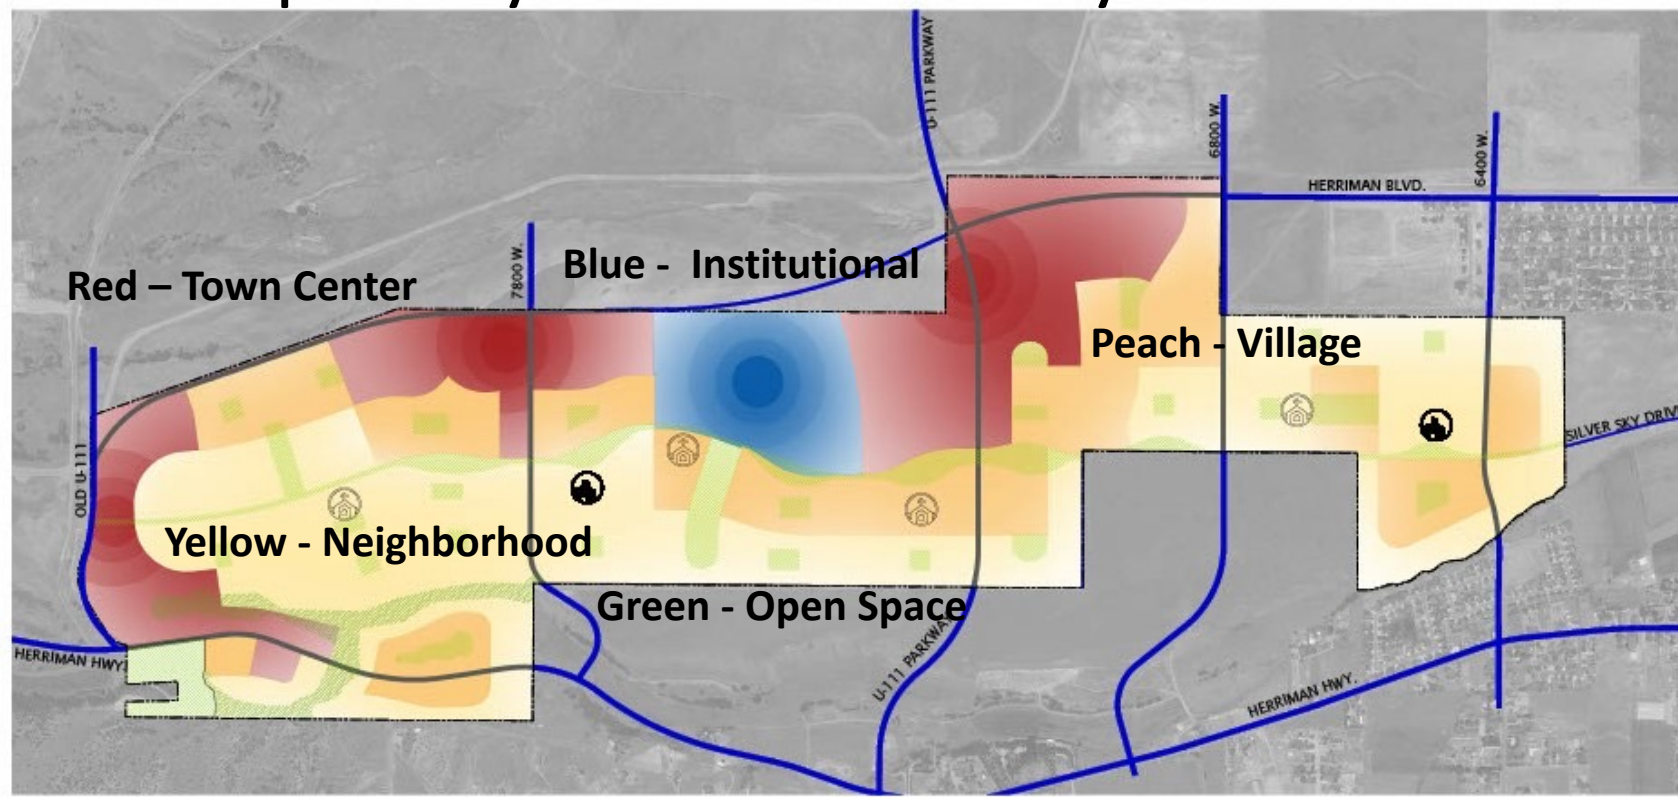 U-111 PARKWAY
6800 W.
6400 W.
HERRIMAN BLVD.
7800 W.
Blue - Institutional
Red – Town Center
Peach - Village
OLD U-111
SILVER SKY DRIV
Yellow - Neighborhood
Green - Open Space
HERRIMAN HWY.
U-111 PARKWAY
HERRIMAN HWY.